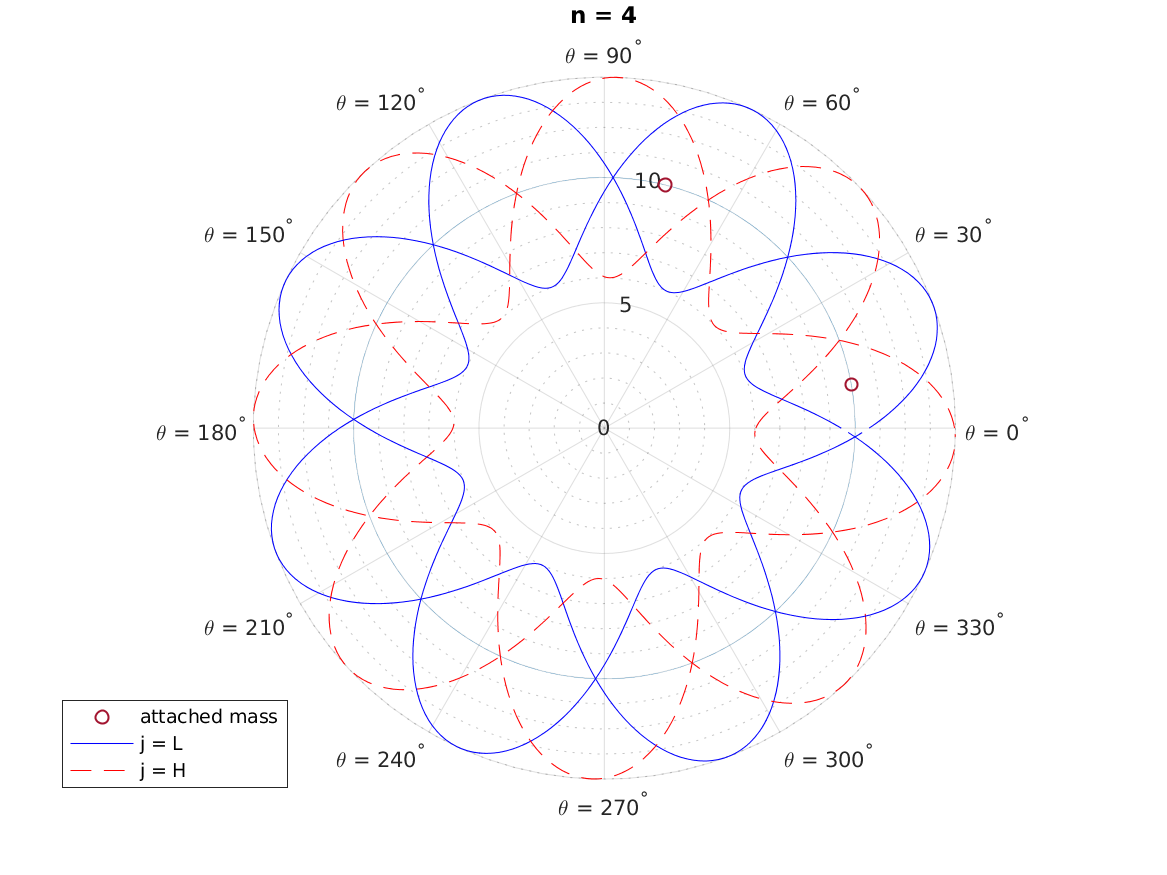 n = 4
θ = 90°
θ = 120°
θ = 60°
10
θ = 150°
θ = 30°
5
θ = 180°
0
θ = 0°
θ = 210°
θ = 330°
attached mass
j = L
j = H
θ = 240°
θ = 300°
θ = 270°